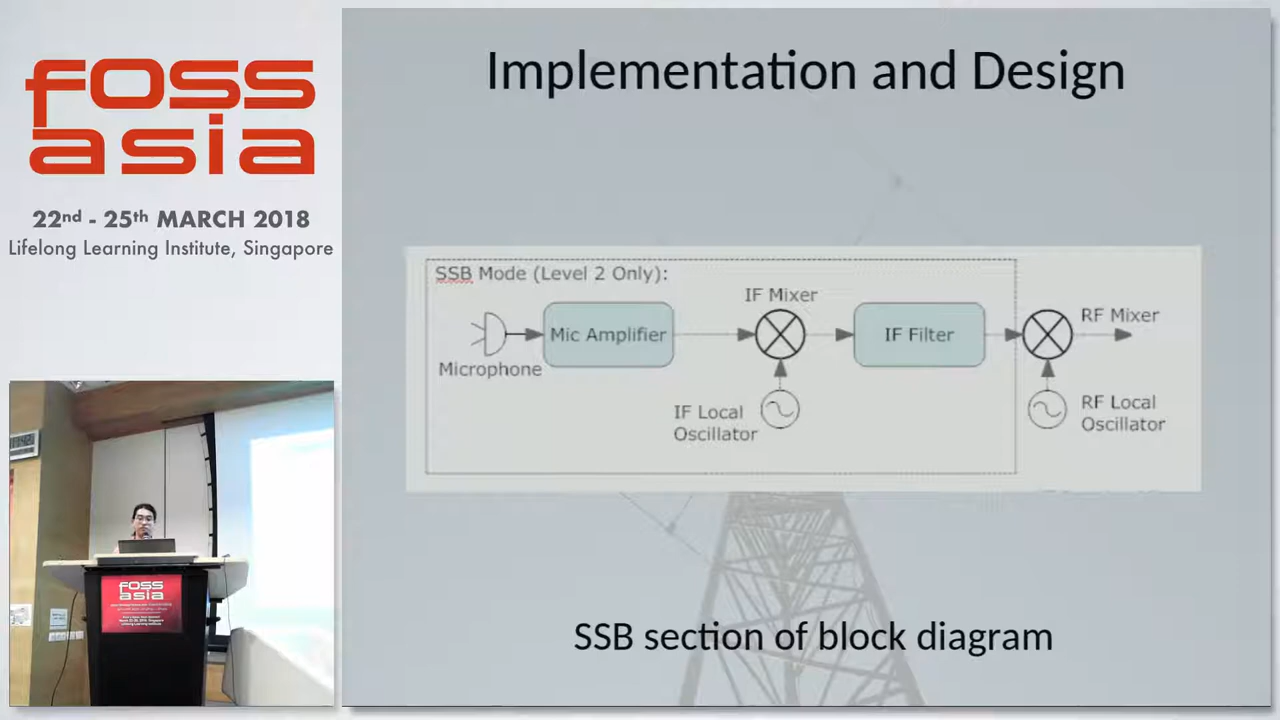 foss
asia
22nd - 25th MARCH 2018
Lifelong Learning Institute, Singapore
Implementation and Design
SSB Mode (Level 2 Only):
IF Mixer
RF Mixer
Mic Amplifier
IF Filter
Microphone
IF Local
Oscillator
RF Local
Oscillator
SSB section of block diagram
foss
asia